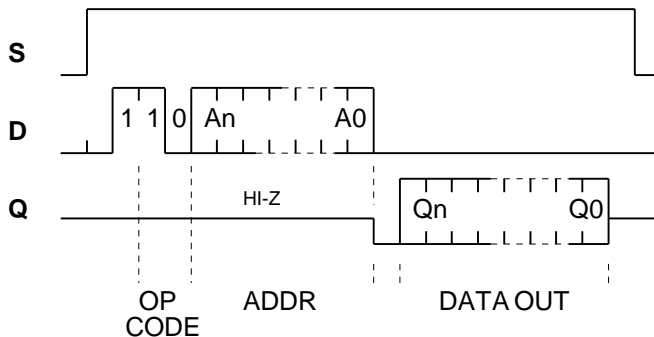 S
D
1 1 0 An A0
Q
HI-Z
Qn Q0
OP CODE
ADDR
DATA OUT